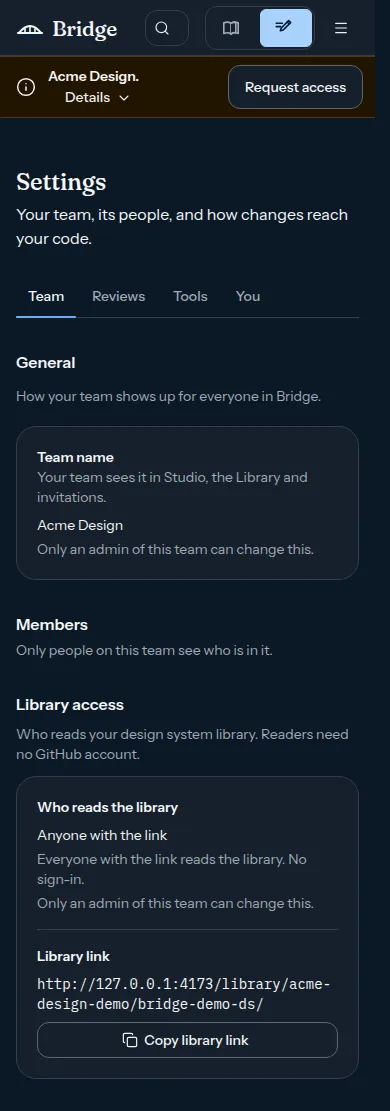 Bridge
Acme Design.
Details
Request access
Settings
Your team, its people, and how changes reach
your code.
Team Reviews Tools You
General
How your team shows up for everyone in Bridge.
Team name
Your team sees it in Studio, the Library and
invitations.
Acme Design
Only an admin of this team can change this.
Members
Only people on this team see who is in it.
Library access
Who reads your design system library. Readers need
no GitHub account.
Who reads the library
Anyone with the link
Everyone with the link reads the library. No
sign-in.
Only an admin of this team can change this.
Library link
http://127.0.0.1:4173/library/acme-
design-demo/bridge-demo-ds/
Copy library link